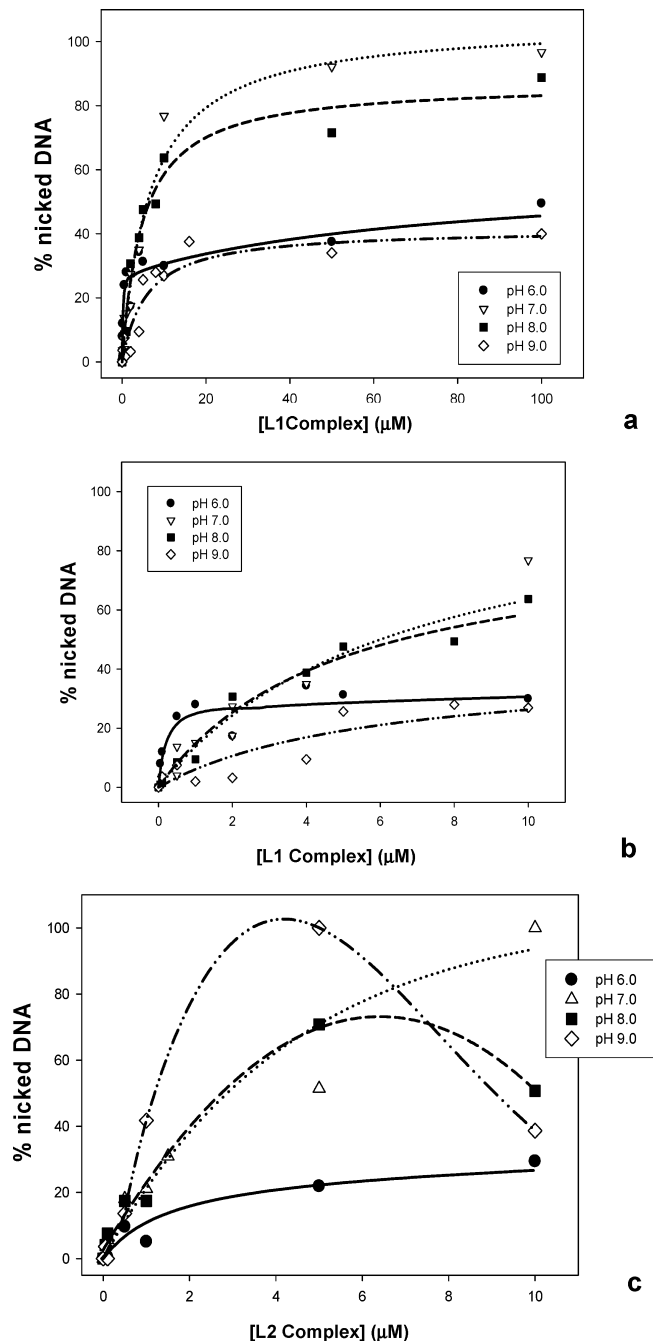 100
80
60
40
20
0
% nicked DNA
pH 6.0
pH 7.0
pH 8.0
pH 9.0
0 20 40 60 80 100
[L1Complex] (μM)
a
100
80
60
40
20
0
% nicked DNA
pH 6.0
pH 7.0
pH 8.0
pH 9.0
0 2 4 6 8 10
[L1 Complex] (μM)
b
100
80
60
40
20
0
% nicked DNA
pH 6.0
pH 7.0
pH 8.0
pH 9.0
0 2 4 6 8 10
[L2 Complex] (μM)
c